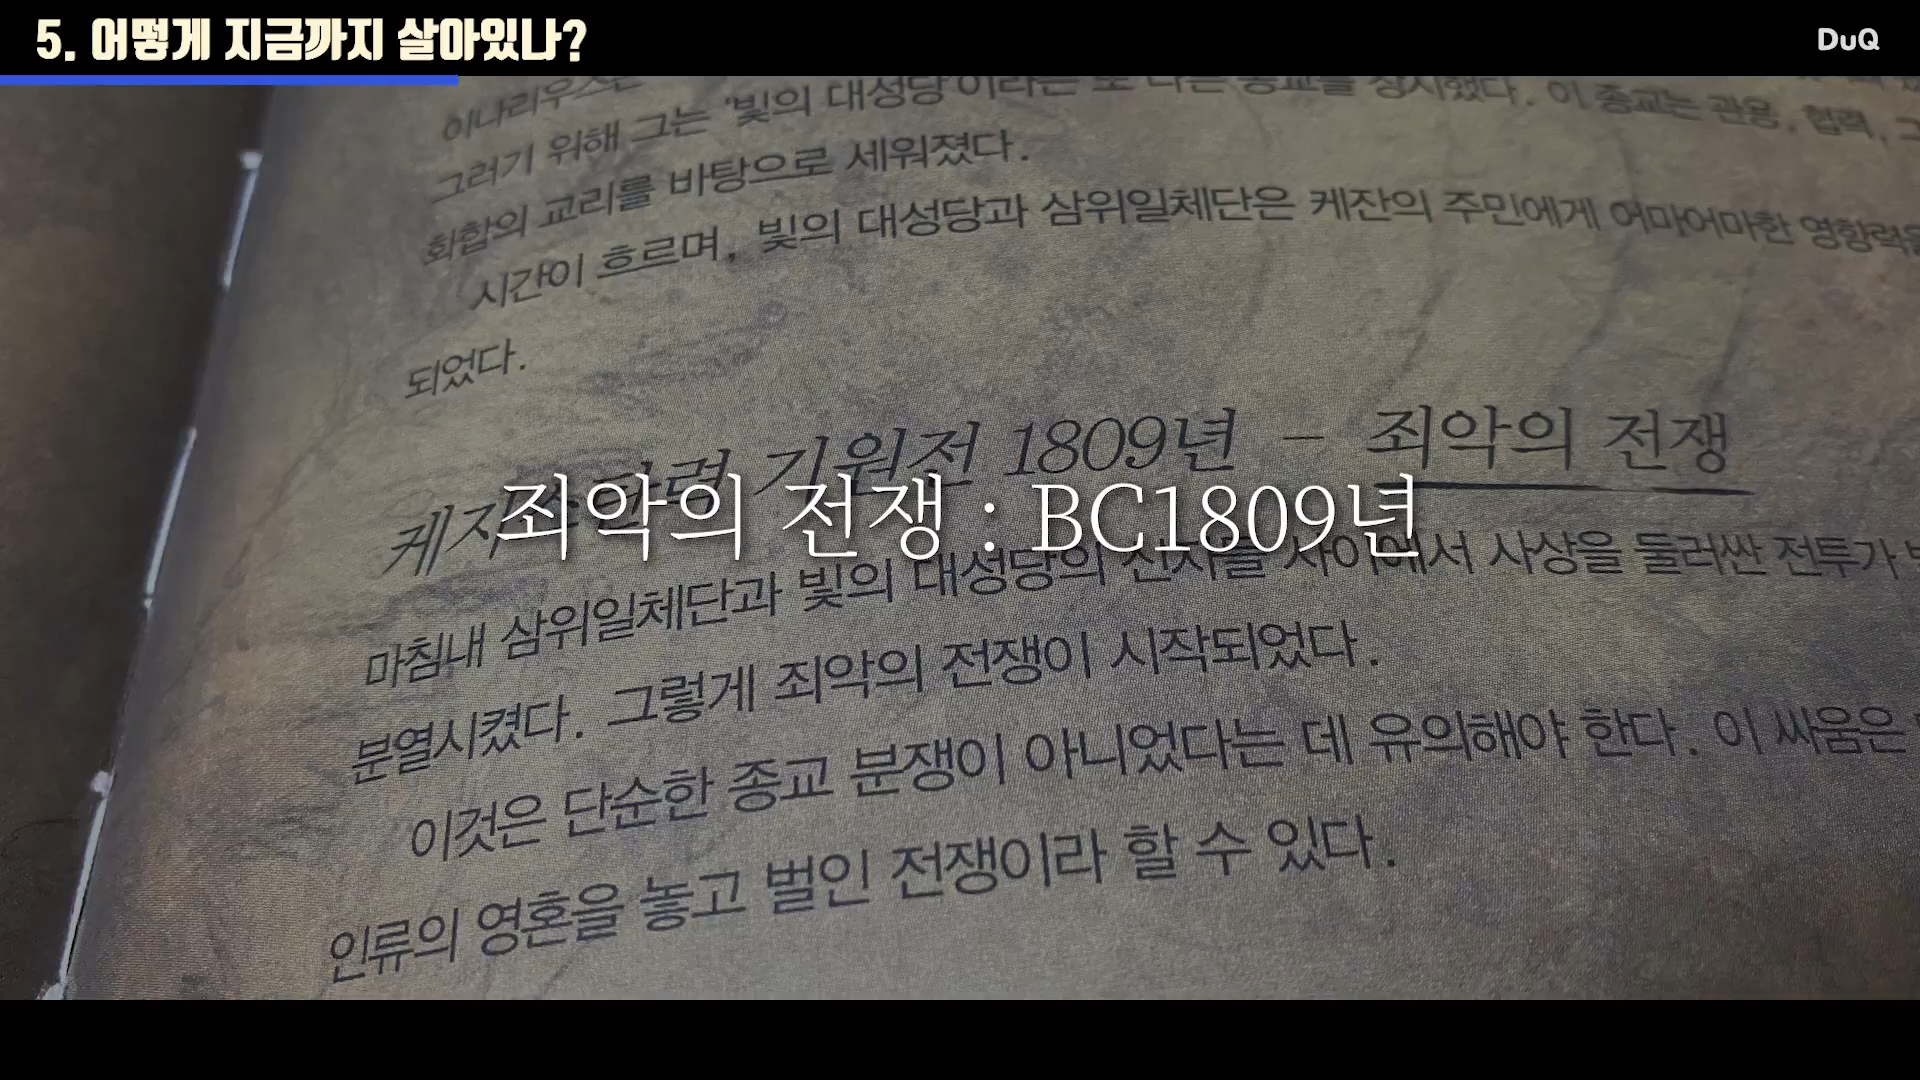 5. 어떻게 지금까지 살아있나?
DuQ
이나리우스는
그러기 위해 그는 '빛의 대성당'이라는 또 다른 종교를 창시했다. 이 종교는 관용, 협력, 그
화합의 교리를 바탕으로 세워졌다.
시간이 흐르며, 빛의 대성당과 삼위일체단은 케잔의 주민에게 어마어마한 영향력을
되었다.
기원전 1809년 - 죄악의 전쟁
죄악의 전쟁 : BC1809년
마침내 삼위일체단과 빛의 대성당의 신자들 사이에서 사상을 둘러싼 전투가
분열시켰다. 그렇게 죄악의 전쟁이 시작되었다.
이것은 단순한 종교 분쟁이 아니었다는 데 유의해야 한다. 이 싸움은
인류의 영혼을 놓고 벌인 전쟁이라 할 수 있다.